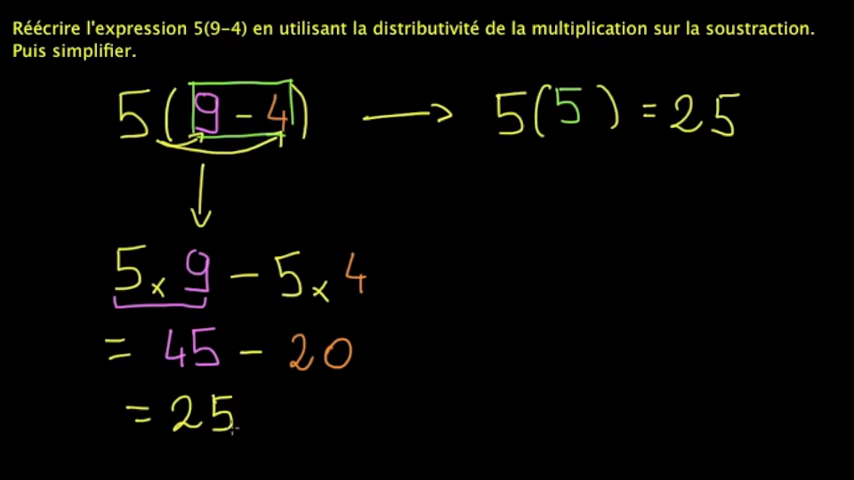 Réécrire l'expression 5(9-4) en utilisant la distributivité de la multiplication sur la soustraction.
Puis simplifier.
5(9-4) → 5(5) = 25
5 x 9 - 5 x 4
= 45 - 20
= 25